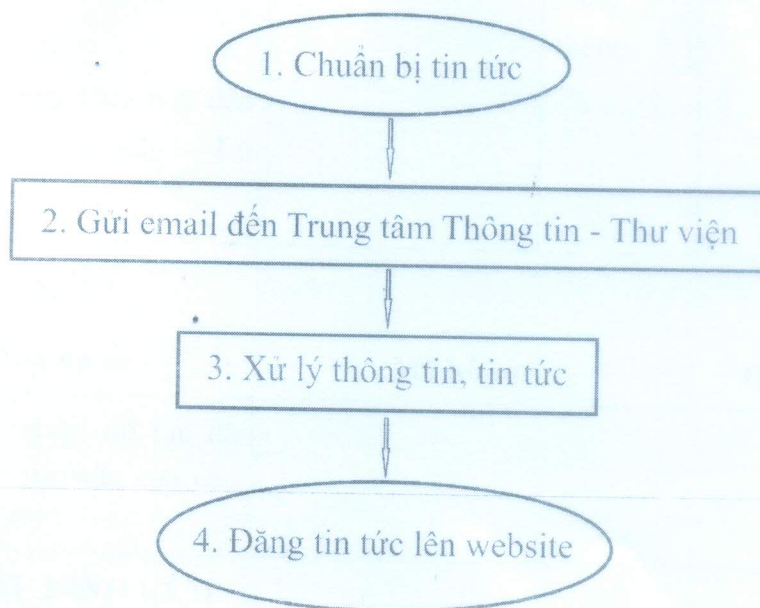 1. Chuẩn bị tin tức
2. Gửi email đến Trung tâm Thông tin - Thư viện
3. Xử lý thông tin, tin tức
4. Đăng tin tức lên website